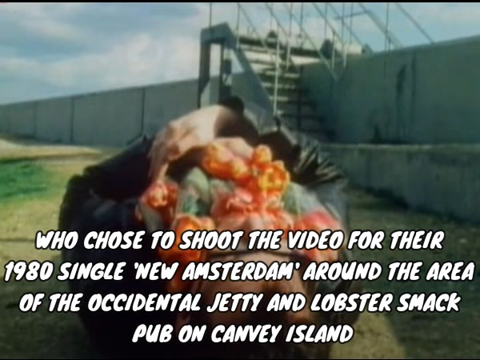 WHO CHOSE TO SHOOT THE VIDEO FOR THEIR
1980 SINGLE 'NEW AMSTERDAM' AROUND THE AREA
OF THE OCCIDENTAL JETTY AND LOBSTER SMACK
PUB ON CANVEY ISLAND